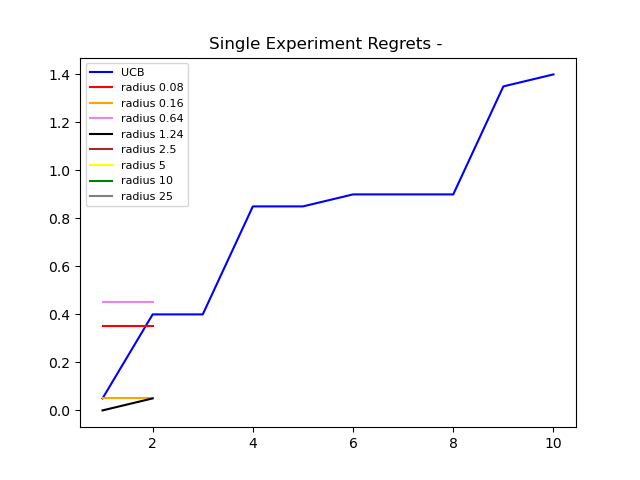 Single Experiment Regrets -
1.4
1.2
1.0
0.8
0.6
0.4
0.2
0.0
UCB
radius 0.08
radius 0.16
radius 0.64
radius 1.24
radius 2.5
radius 5
radius 10
radius 25
2 4 6 8 10